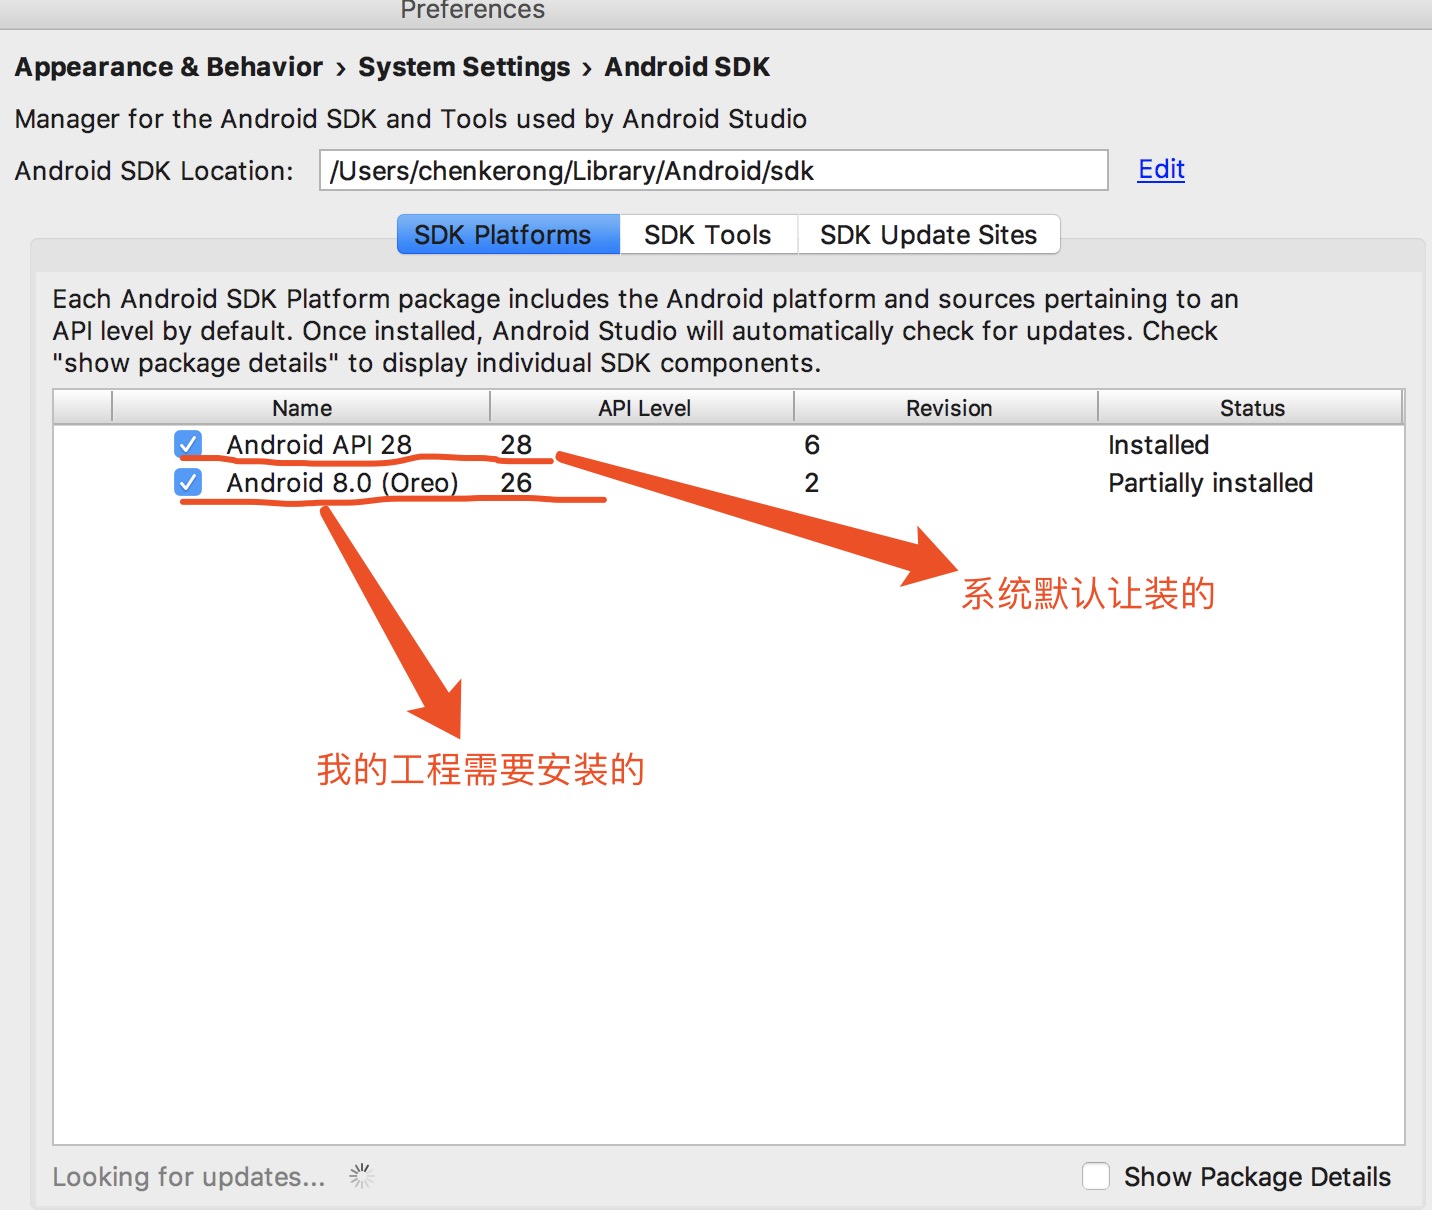 Preferences
Appearance & Behavior › System Settings › Android SDK
Manager for the Android SDK and Tools used by Android Studio
Android SDK Location: /Users/chenkerong/Library/Android/sdk Edit
SDK Platforms SDK Tools SDK Update Sites
Each Android SDK Platform package includes the Android platform and sources pertaining to an
API level by default. Once installed, Android Studio will automatically check for updates. Check
"show package details" to display individual SDK components.
Name API Level Revision Status
Android API 28 28 6 Installed
Android 8.0 (Oreo) 26 2 Partially installed
系统默认让装的
我的工程需要安装的
Looking for updates... Show Package Details